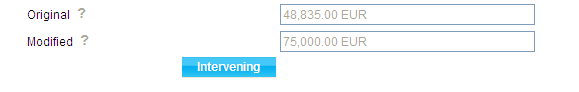 Original ? 48,835.00 EUR
Modified ? 75,000.00 EUR
Intervening